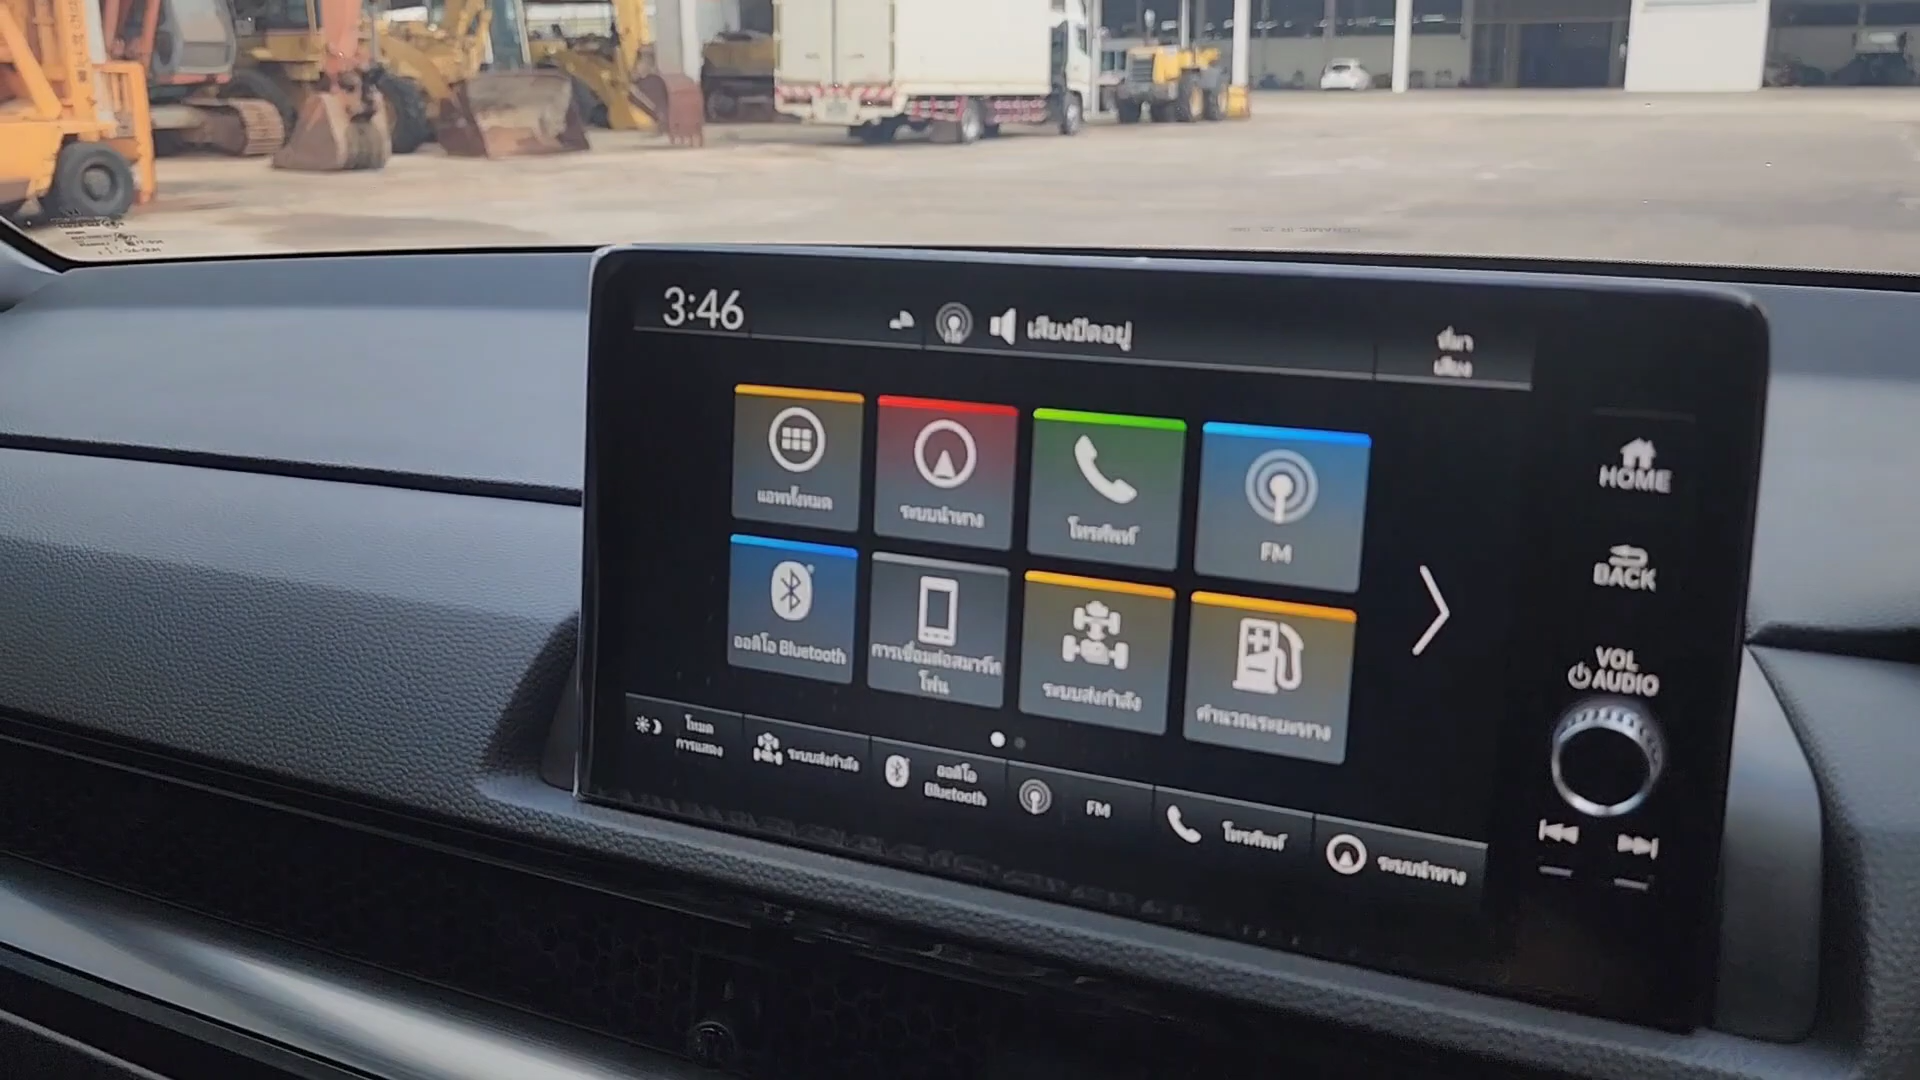 3:46
เสียงปิดอยู่
ที่มา
เสียง
แอพทั้งหมด
ระบบนำทาง
โทรศัพท์
FM
ออดิโอ Bluetooth
การเชื่อมต่อสมาร์ท
โฟน
ระบบส่งกำลัง
คำนวณระยะทาง
โหมด
การแสดง
ระบบส่งกำลัง
ออดิโอ
Bluetooth
FM
โทรศัพท์
ระบบนำทาง
HOME
BACK
VOL
AUDIO